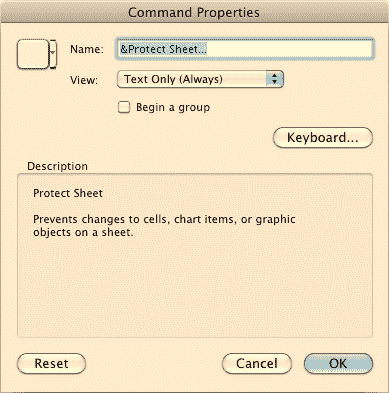 Command Properties
Name: &Protect Sheet...
View: Text Only (Always)
Begin a group
Keyboard...
Description
Protect Sheet
Prevents changes to cells, chart items, or graphic
objects on a sheet.
Reset Cancel OK